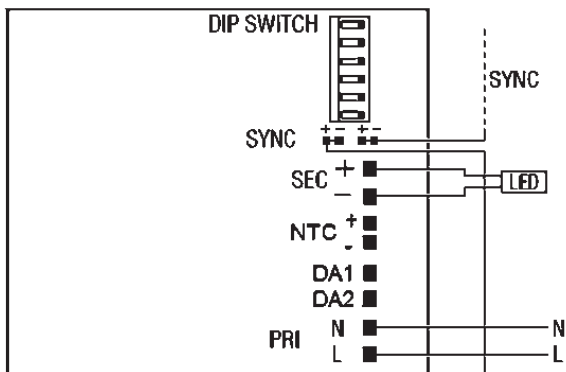 DIP SWITCH
SYNC
+ - + -
SYNC
SEC +
-
LED
NTC +
-
DA1
DA2
PRI N N
L L